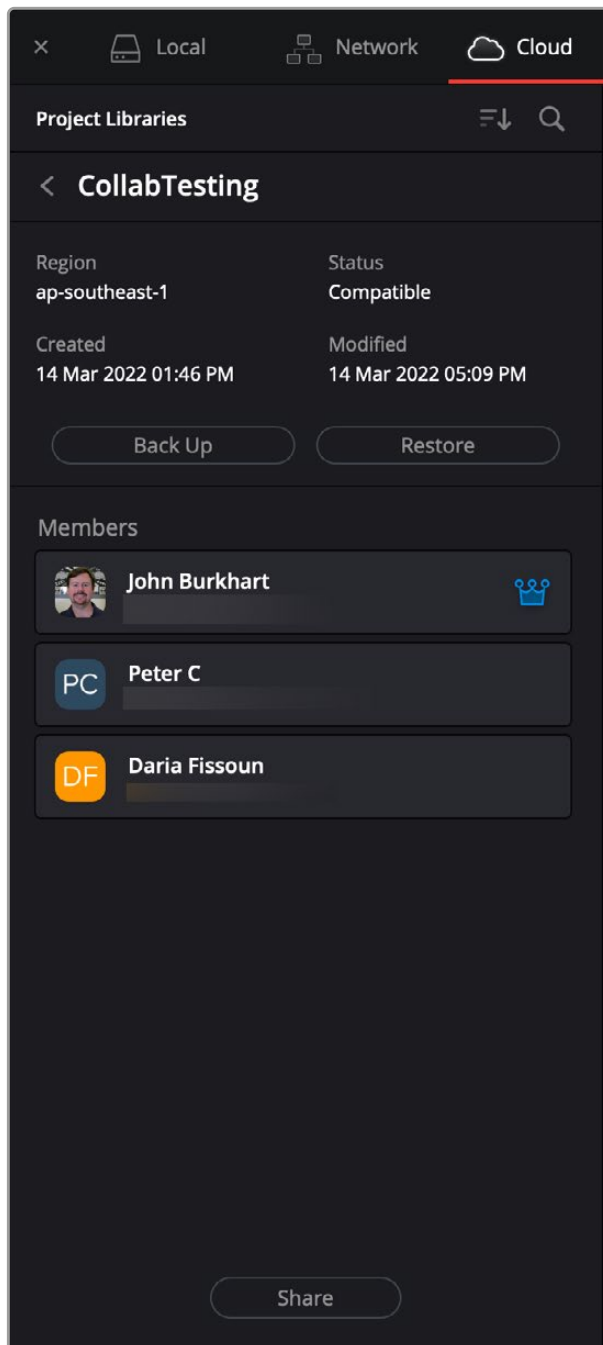 × Local Network Cloud
Project Libraries
< CollabTesting
Region Status
ap-southeast-1 Compatible
Created Modified
14 Mar 2022 01:46 PM 14 Mar 2022 05:09 PM
Back Up Restore
Members
John Burkhart
PC Peter C
DF Daria Fissoun
Share